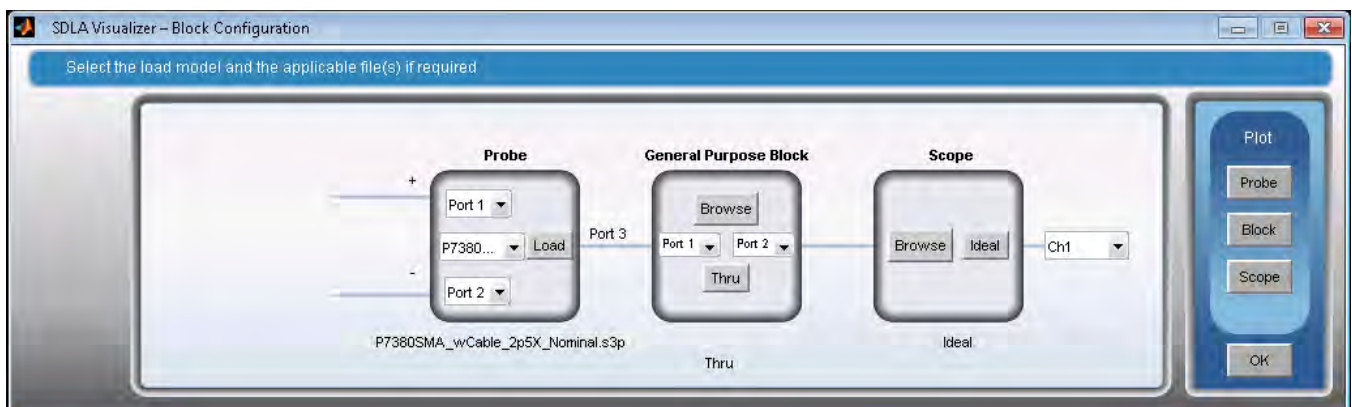 SDLA Visualizer – Block Configuration
Select the load model and the applicable file(s) if required
Probe
General Purpose Block
Scope
+
Port 1
P7380...
Load
-
Port 2
Port 3
Browse
Port 1
Port 2
Thru
Browse
Ideal
Ch1
P7380SMA_wCable_2p5X_Nominal.s3p
Thru
Ideal
Plot
Probe
Block
Scope
OK